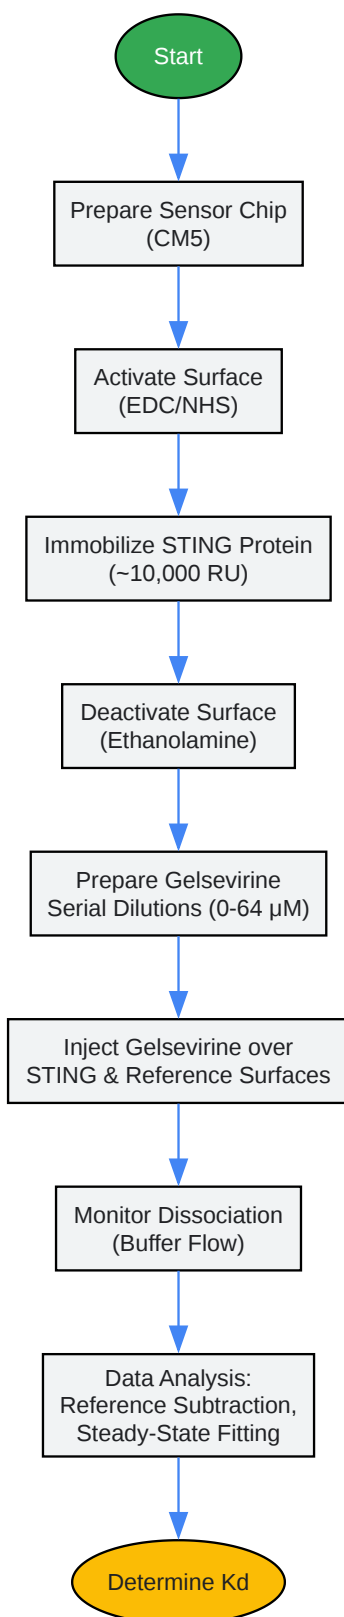 Start
Prepare Sensor Chip
(CM5)
Activate Surface
(EDC/NHS)
Immobilize STING Protein
(~10,000 RU)
Deactivate Surface
(Ethanolamine)
Prepare Gelsevirine
Serial Dilutions (0-64 μM)
Inject Gelsevirine over
STING & Reference Surfaces
Monitor Dissociation
(Buffer Flow)
Data Analysis:
Reference Subtraction,
Steady-State Fitting
Determine Kd